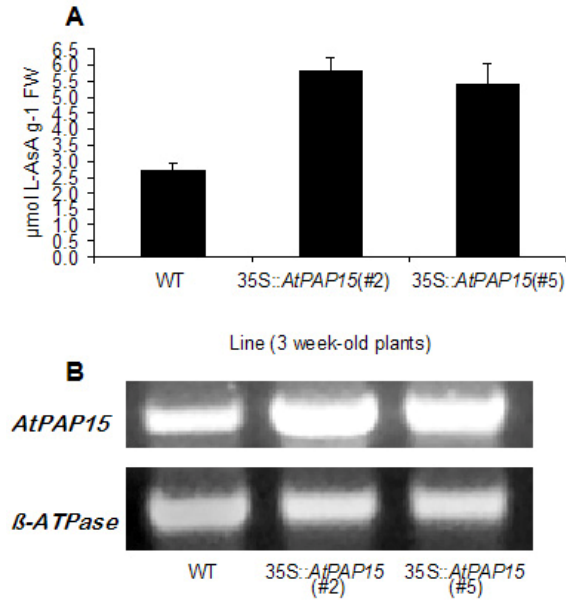 A
µmol L-AsA g-1 FW
6.5
6.0
5.5
5.0
4.5
4.0
3.5
3.0
2.5
2.0
1.5
1.0
0.5
0.0
WT 35S::AtPAP15(#2) 35S::AtPAP15(#5)
Line (3 week-old plants)
B
AtPAP15
ß-ATPase
WT 35S::AtPAP15 35S::AtPAP15
(#2) (#5)